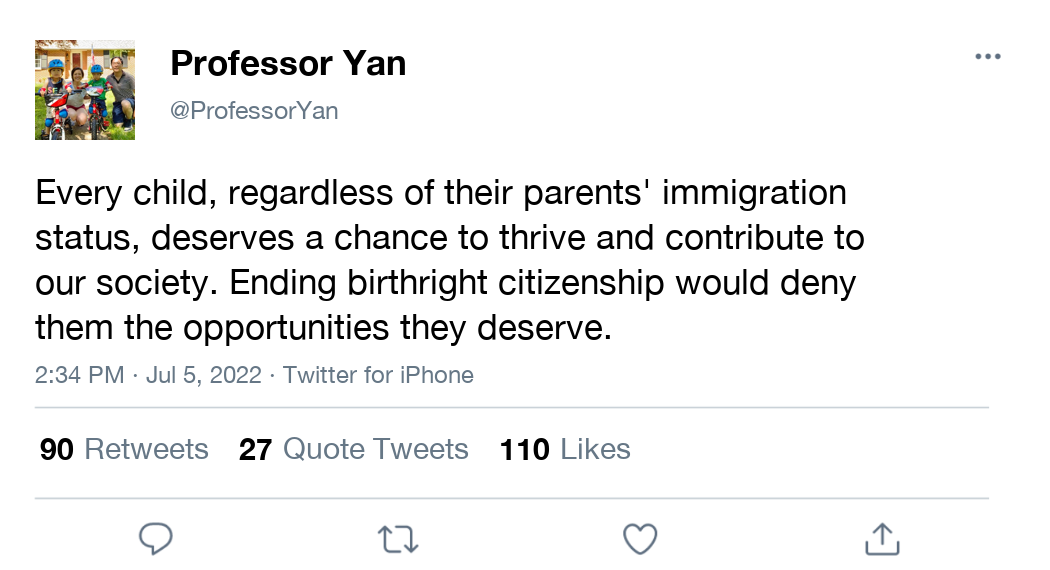 Professor Yan
@ProfessorYan
Every child, regardless of their parents' immigration
status, deserves a chance to thrive and contribute to
our society. Ending birthright citizenship would deny
them the opportunities they deserve.
2:34 PM · Jul 5, 2022 · Twitter for iPhone
90 Retweets 27 Quote Tweets 110 Likes